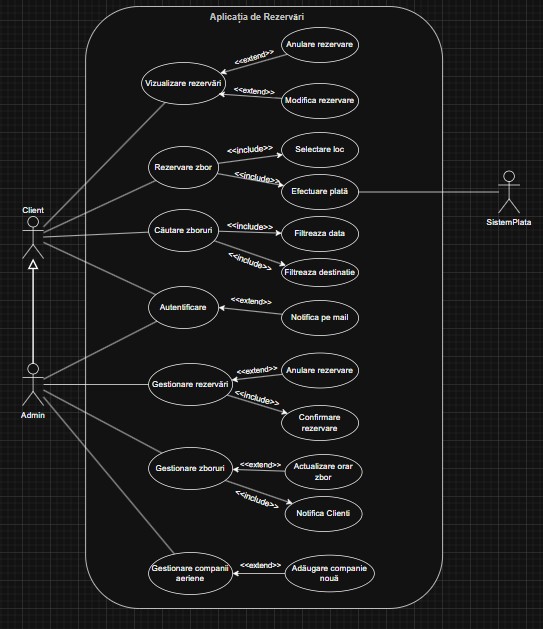 Aplicația de Rezervări
Anulare rezervare
<<extend>>
Vizualizare rezervări
<<extend>>
Modifica rezervare
Selectare loc
<<include>>
Rezervare zbor
<<include>>
Efectuare plată
SistemPlata
Client
<<include>>
Căutare zboruri
Filtreaza data
<<include>>
Filtreaza destinatie
Autentificare
<<extend>>
Notifica pe mail
Anulare rezervare
<<extend>>
Gestionare rezervări
<<include>>
Admin
Confirmare
rezervare
Gestionare zboruri
<<extend>>
Actualizare orar
zbor
<<include>>
Notifica Clienti
Gestionare companii
aeriene
<<extend>>
Adăugare companie
nouă